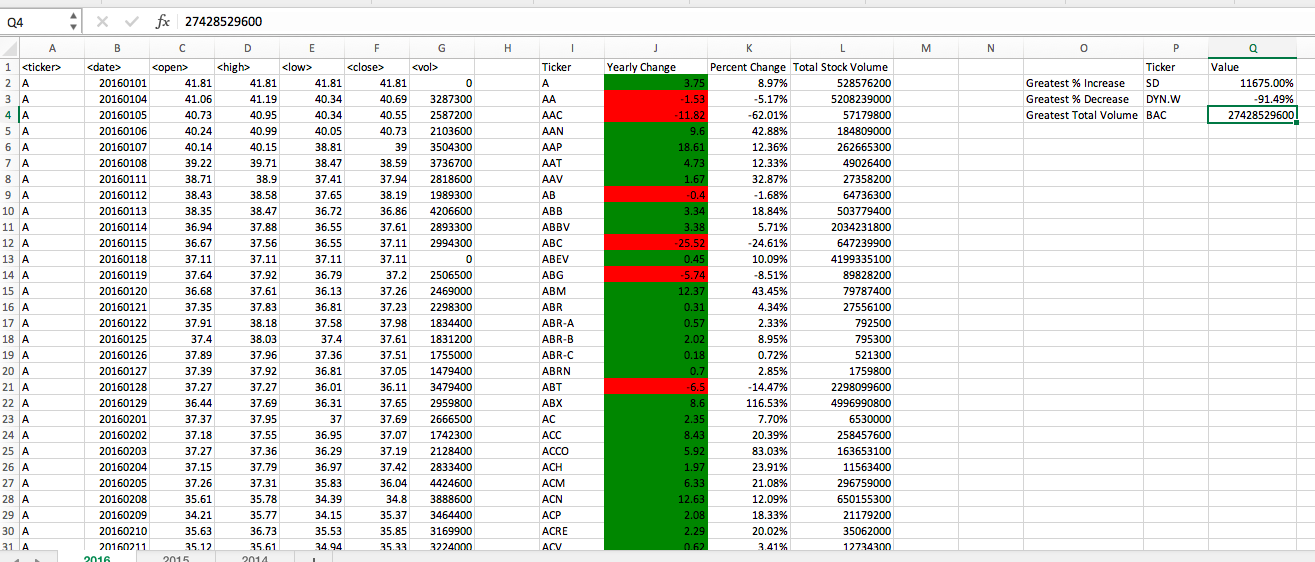 Q4 fx 27428529600
A B C D E F G H I J K L M N O P Q
1 <ticker> <date> <open> <high> <low> <close> <vol> Ticker Yearly Change Percent Change Total Stock Volume Ticker Value
2 A 20160101 41.81 41.81 41.81 41.81 0 A 3.75 8.97% 528576200 Greatest % Increase SD 11675.00%
3 A 20160104 41.06 41.19 40.34 40.69 3287300 AA -1.53 -5.17% 5208239000 Greatest % Decrease DYN.W -91.49%
4 A 20160105 40.73 40.95 40.34 40.55 2587200 AAC -11.82 -62.01% 57179800 Greatest Total Volume BAC 27428529600
5 A 20160106 40.24 40.99 40.05 40.73 2103600 AAN 9.6 42.88% 184809000
6 A 20160107 40.14 40.15 38.81 39 3504300 AAP 18.61 12.36% 262665300
7 A 20160108 39.22 39.71 38.47 38.59 3736700 AAT 4.73 12.33% 49026400
8 A 20160111 38.71 38.9 37.41 37.94 2818600 AAV 1.67 32.87% 27358200
9 A 20160112 38.43 38.58 37.65 38.19 1989300 AB -0.4 -1.68% 64736300
10 A 20160113 38.35 38.47 36.72 36.86 4206600 ABB 3.34 18.84% 503779400
11 A 20160114 36.94 37.88 36.55 37.61 2893300 ABBV 3.38 5.71% 2034231800
12 A 20160115 36.67 37.56 36.55 37.11 2994300 ABC -25.52 -24.61% 647239900
13 A 20160118 37.11 37.11 37.11 37.11 0 ABEV 0.45 10.09% 4199335100
14 A 20160119 37.64 37.92 36.79 37.2 2506500 ABG -5.74 -8.51% 89828200
15 A 20160120 36.68 37.61 36.13 37.26 2469000 ABM 12.37 43.45% 79787400
16 A 20160121 37.35 37.83 36.81 37.23 2298300 ABR 0.31 4.34% 27556100
17 A 20160122 37.91 38.18 37.58 37.98 1834400 ABR-A 0.57 2.33% 792500
18 A 20160125 37.4 38.03 37.4 37.61 1831200 ABR-B 2.02 8.95% 795300
19 A 20160126 37.89 37.96 37.36 37.51 1755000 ABR-C 0.18 0.72% 521300
20 A 20160127 37.39 37.92 36.81 37.05 1479400 ABRN 0.7 2.85% 1759800
21 A 20160128 37.27 37.27 36.01 36.11 3479400 ABT -6.5 -14.47% 2298099600
22 A 20160129 36.44 37.69 36.31 37.65 2959800 ABX 8.6 116.53% 4996990800
23 A 20160201 37.37 37.95 37 37.69 2666500 AC 2.35 7.70% 6530000
24 A 20160202 37.18 37.55 36.95 37.07 1742300 ACC 8.43 20.39% 258457600
25 A 20160203 37.27 37.36 36.29 37.19 2128400 ACCO 5.92 83.03% 163653100
26 A 20160204 37.15 37.79 36.97 37.42 2833400 ACH 1.97 23.91% 11563400
27 A 20160205 37.26 37.31 35.83 36.04 4424600 ACM 6.33 21.08% 296759000
28 A 20160208 35.61 35.78 34.39 34.8 3888600 ACN 12.63 12.09% 650155300
29 A 20160209 34.21 35.77 34.15 35.37 3464400 ACP 2.08 18.33% 21179200
30 A 20160210 35.63 36.73 35.53 35.85 3169900 ACRE 2.29 20.02% 35062000
31 A 20160211 35.12 35.61 34.94 35.33 3224000 ACV 0.62 3.41% 12734300
2016 2015 2014 +